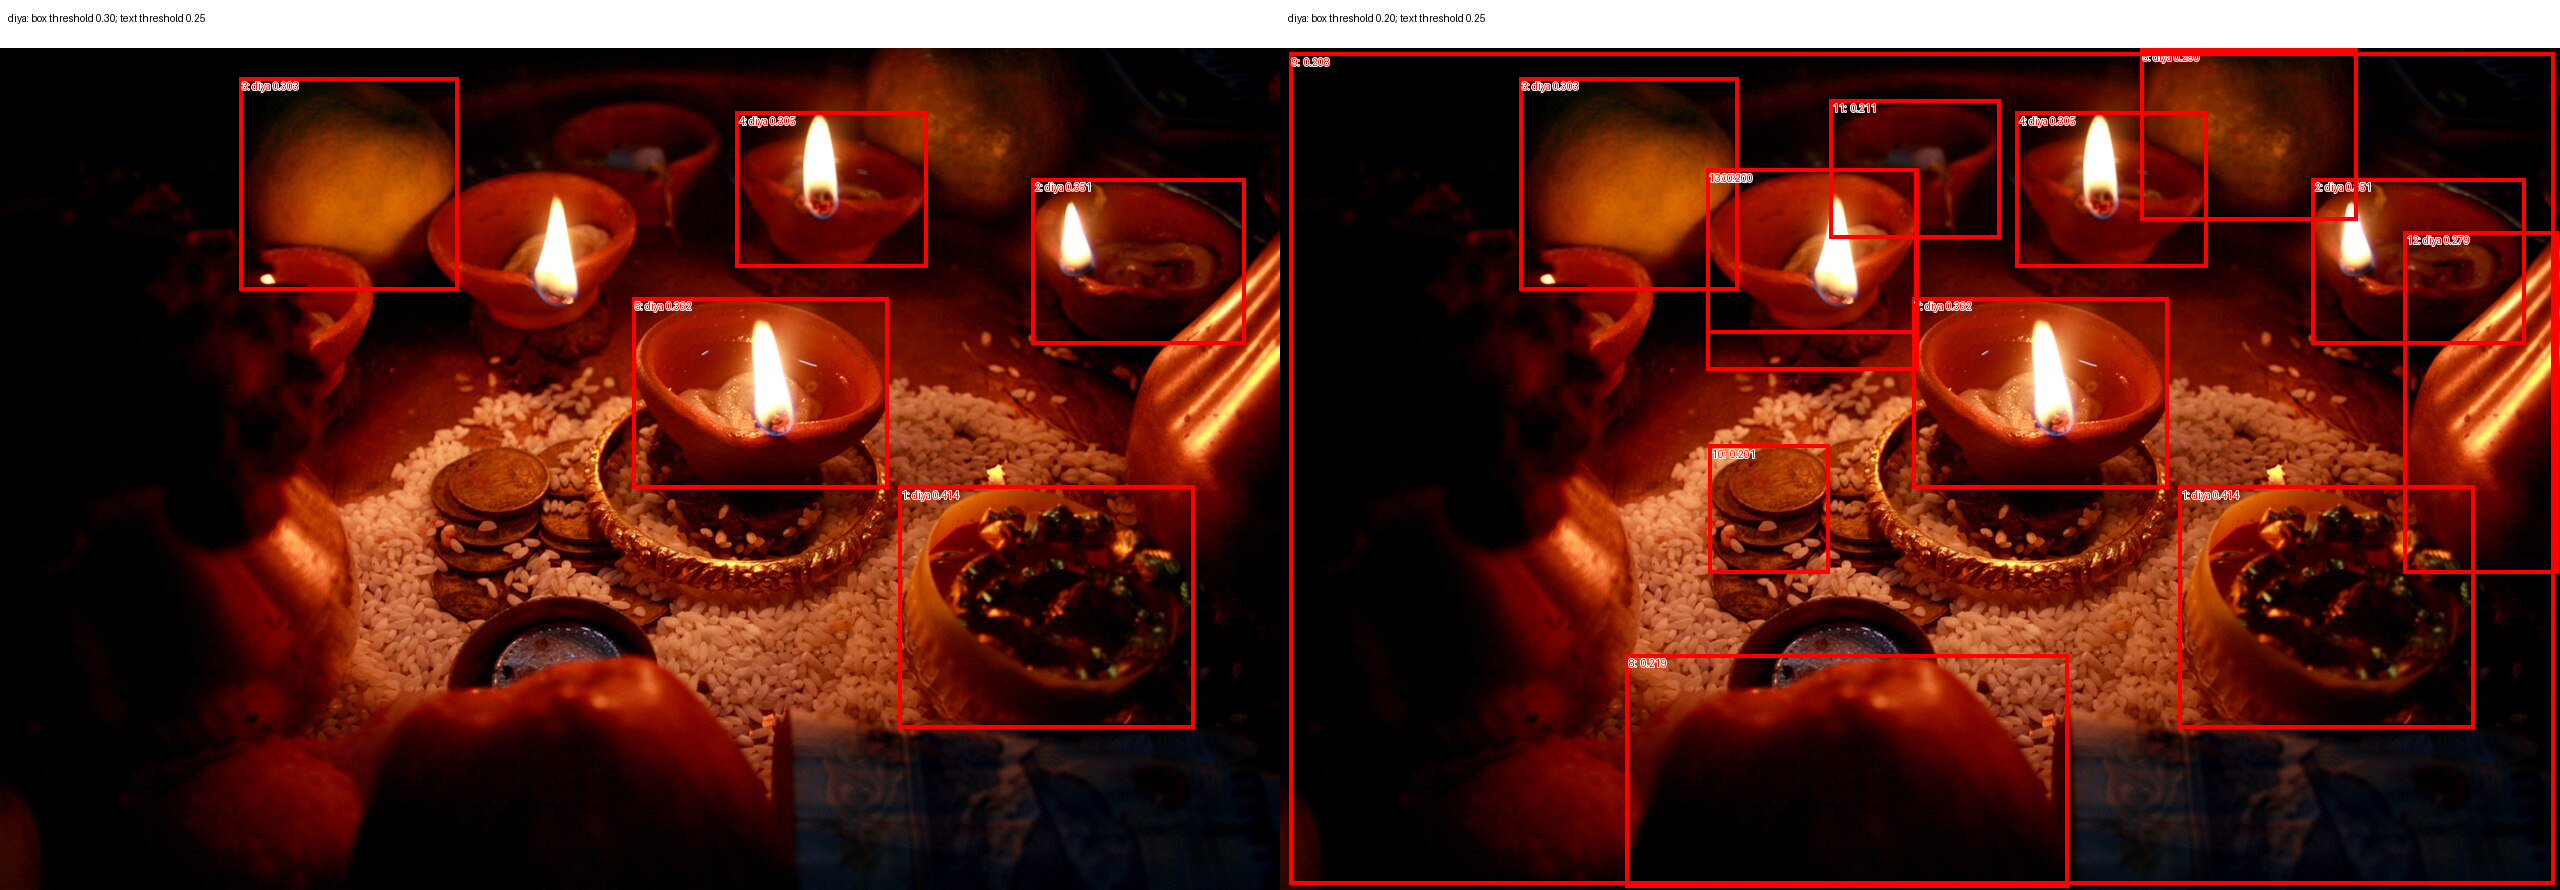 diya: box threshold 0.30; text threshold 0.25
diya: box threshold 0.20; text threshold 0.25
3: diya 0.303
4: diya 0.305
2: diya 0.351
5: diya 0.362
1: diya 0.414
9: 0.208
3: diya 0.303
11: 0.211
4: diya 0.305
12: diya 0.279
diya 0.362
10: 0.201
1: diya 0.414